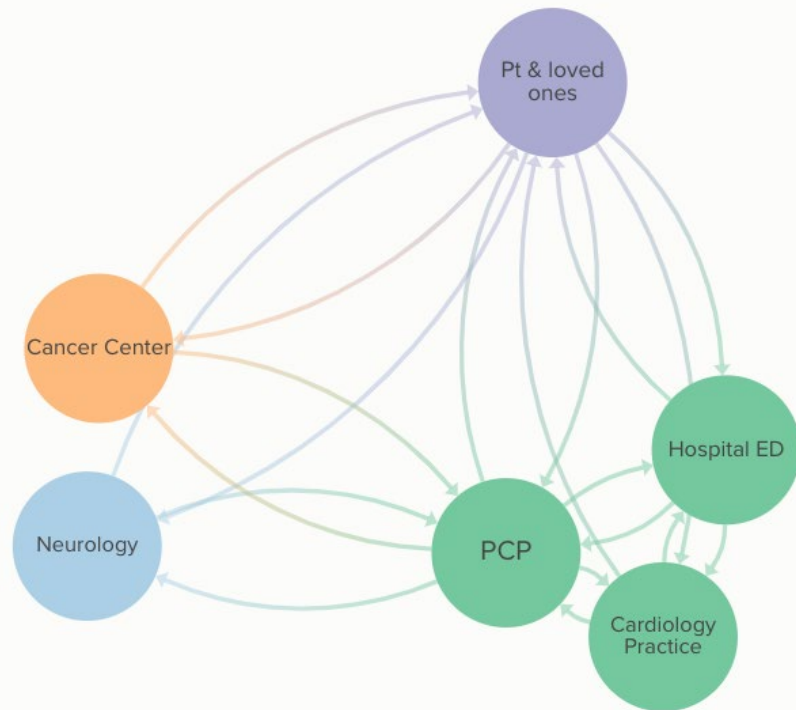 Pt & loved
ones
Cancer Center
Hospital ED
Neurology
PCP
Cardiology
Practice